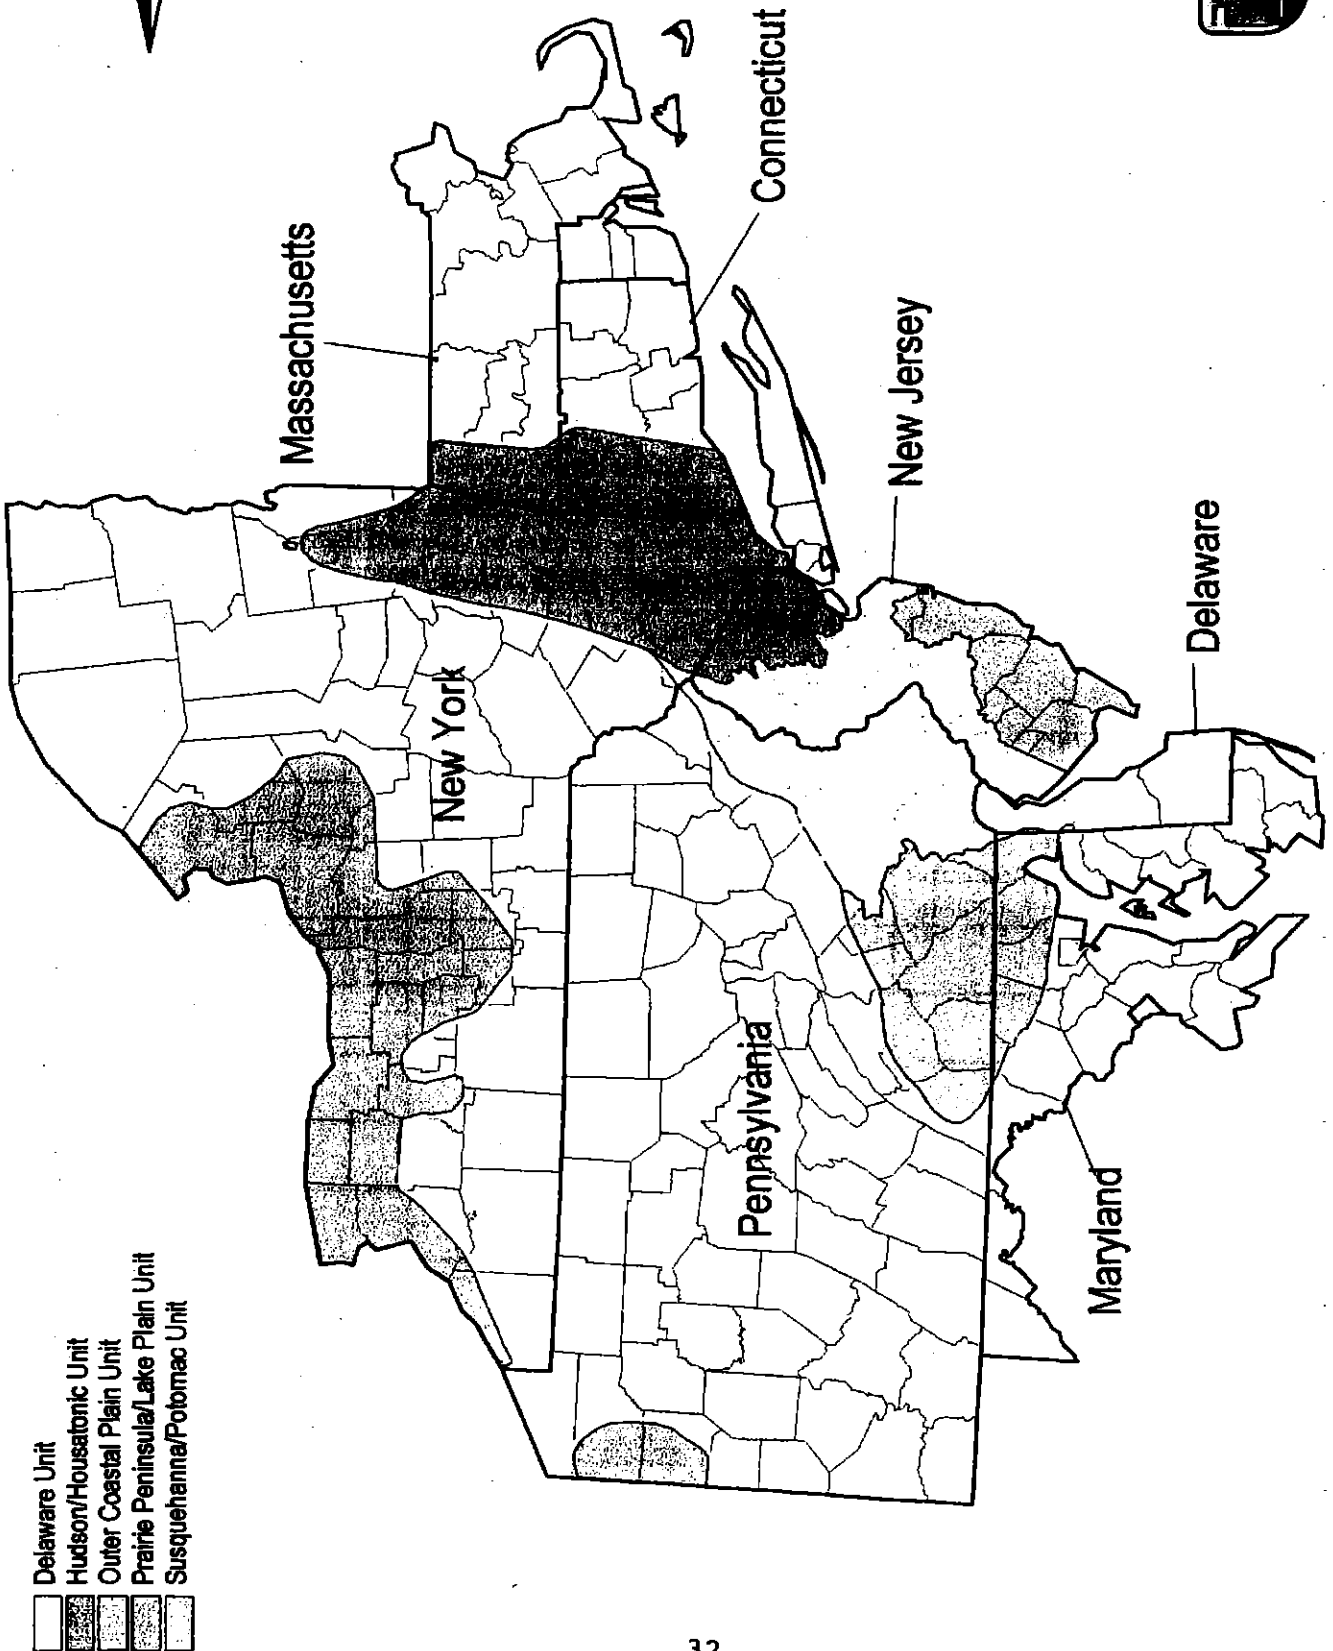 Delaware Unit
Hudson/Housatonic Unit
Outer Coastal Plain Unit
Prairie Peninsula/Lake Plain Unit
Susquehanna/Potomac Unit
Massachusetts
Connecticut
New York
New Jersey
Pennsylvania
Delaware
Maryland
32